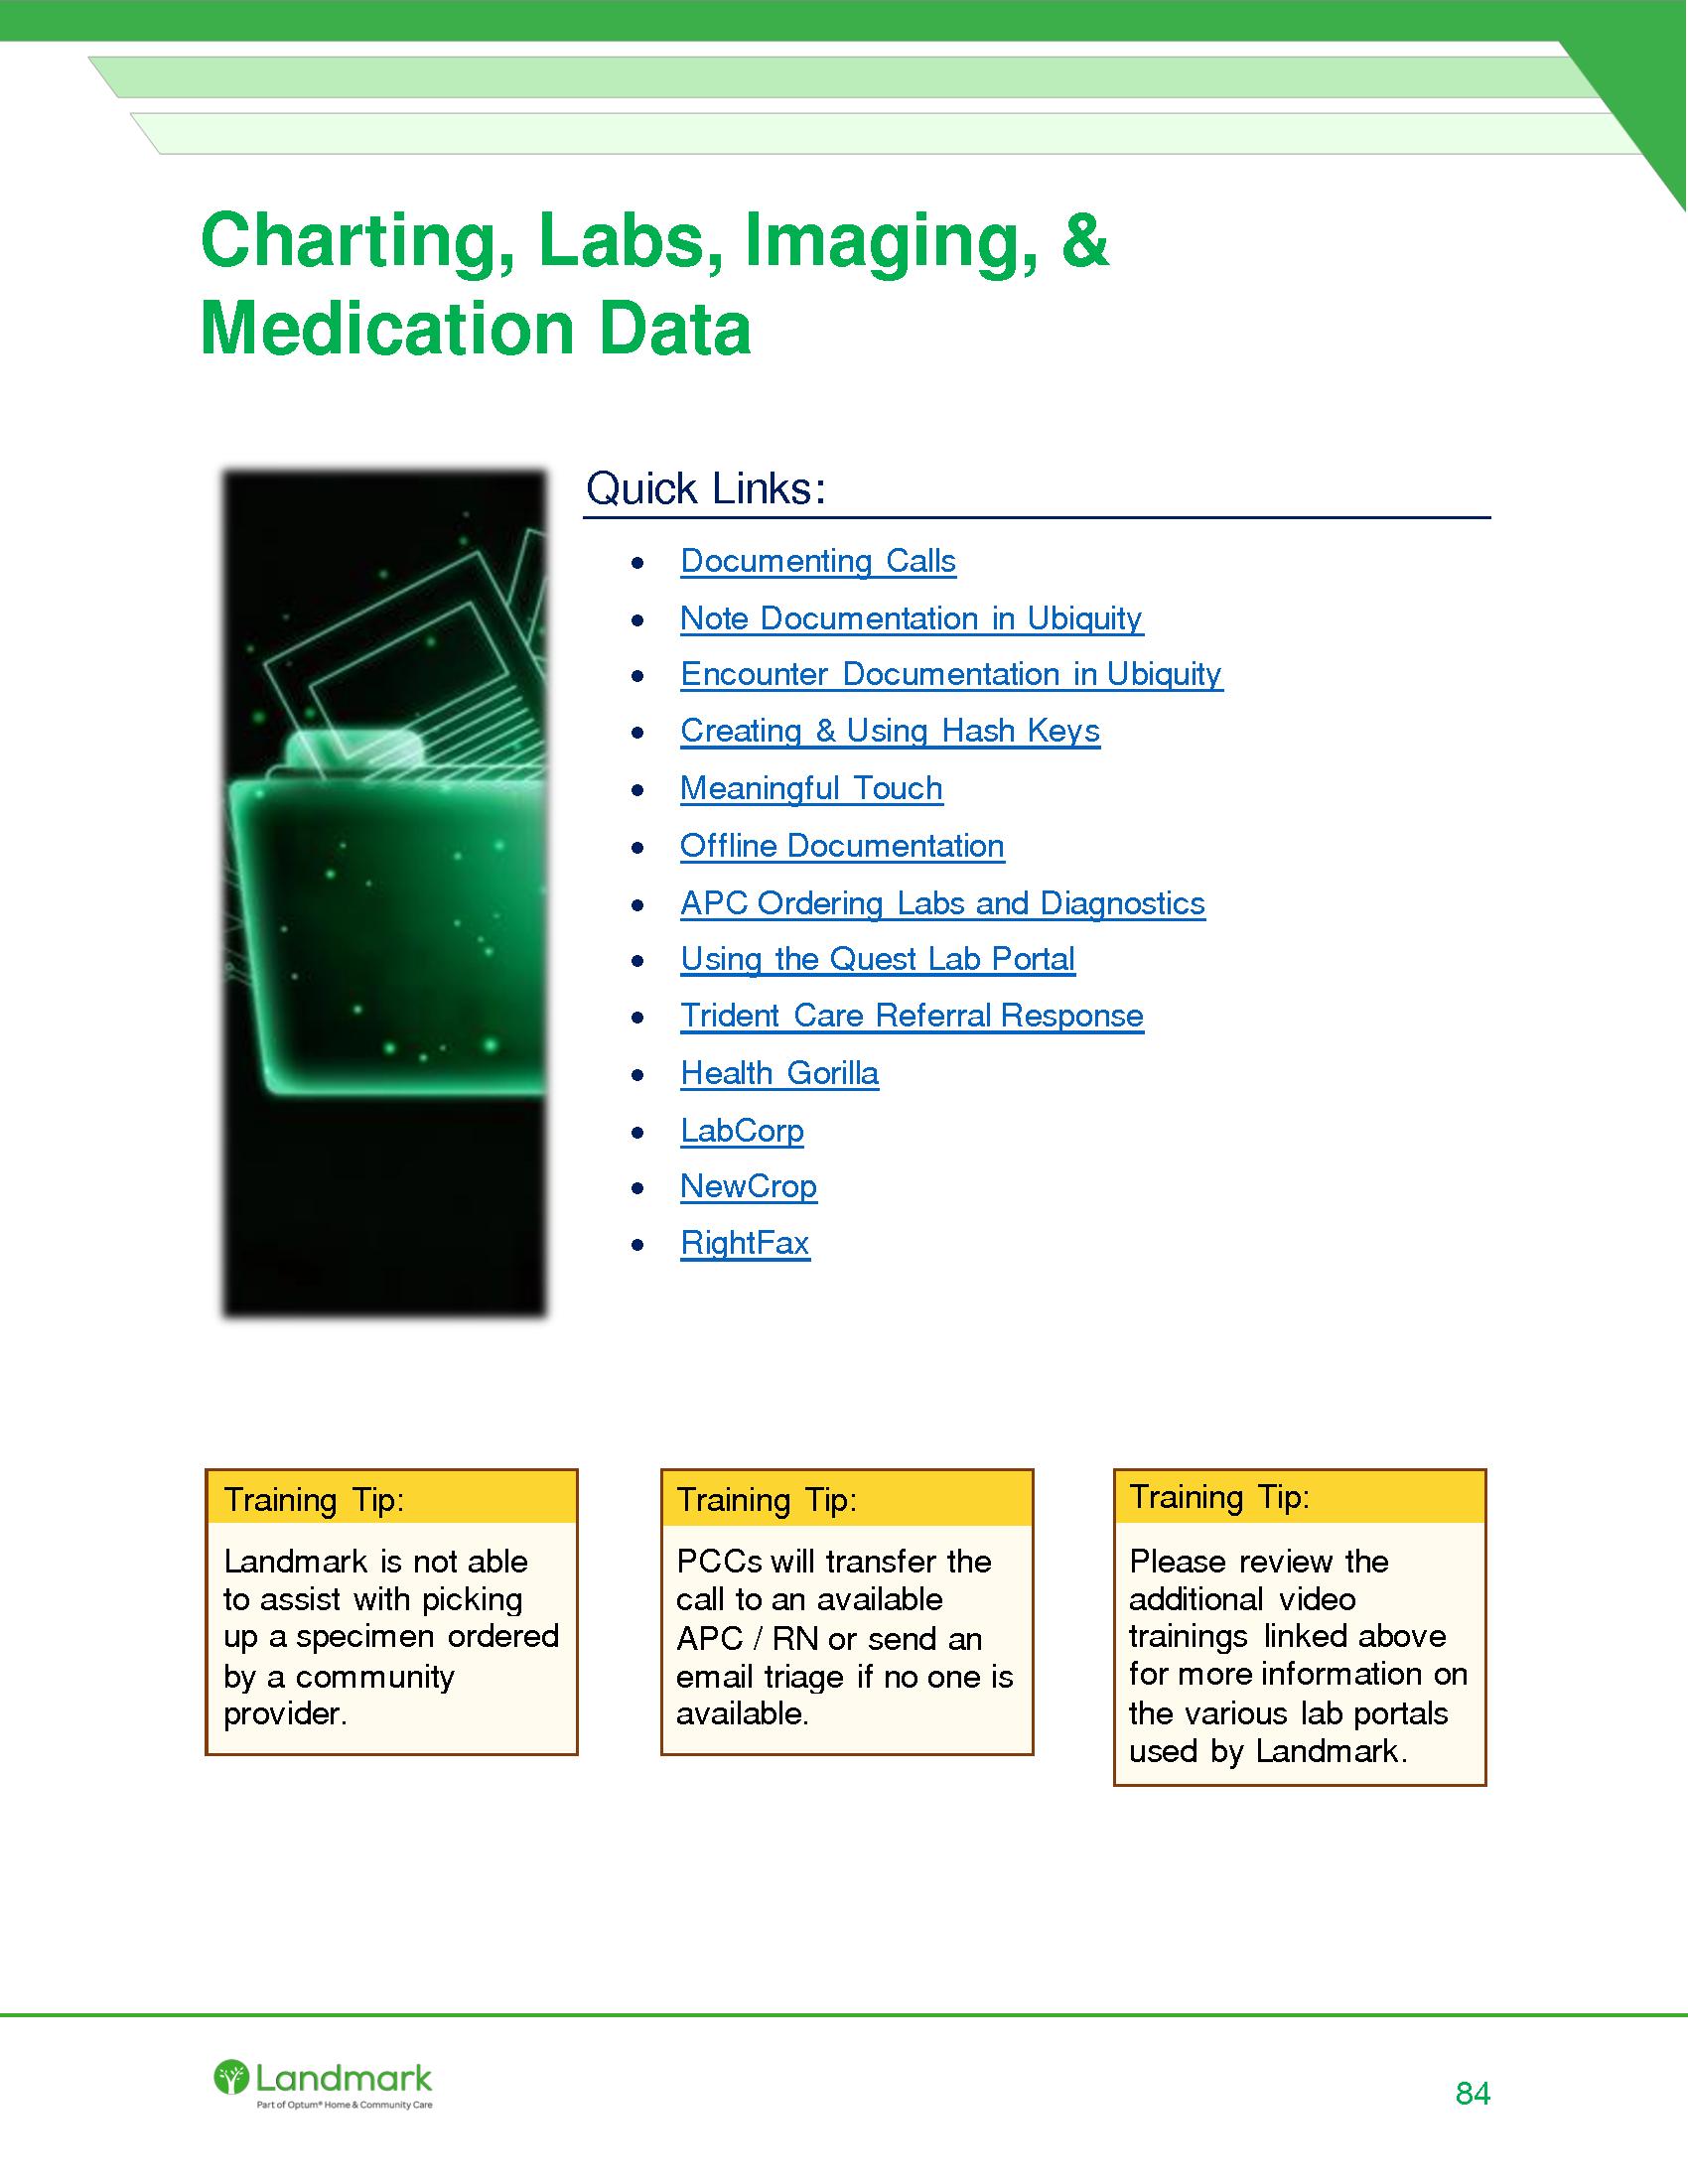 Charting, Labs, Imaging, &
Medication Data
Quick Links:
• Documenting Calls
• Note Documentation in Ubiquity
• Encounter Documentation in Ubiquity
• Creating & Using Hash Keys
• Meaningful Touch
• Offline Documentation
• APC Ordering Labs and Diagnostics
• Using the Quest Lab Portal
• Trident Care Referral Response
• Health Gorilla
• LabCorp
• NewCrop
• RightFax
Training Tip:
Landmark is not able
to assist with picking
up a specimen ordered
by a community
provider.
Training Tip:
PCCs will transfer the
call to an available
APC / RN or send an
email triage if no one is
available.
Training Tip:
Please review the
additional video
trainings linked above
for more information on
the various lab portals
used by Landmark.
Landmark
Part of Optum® Home & Community Care
84